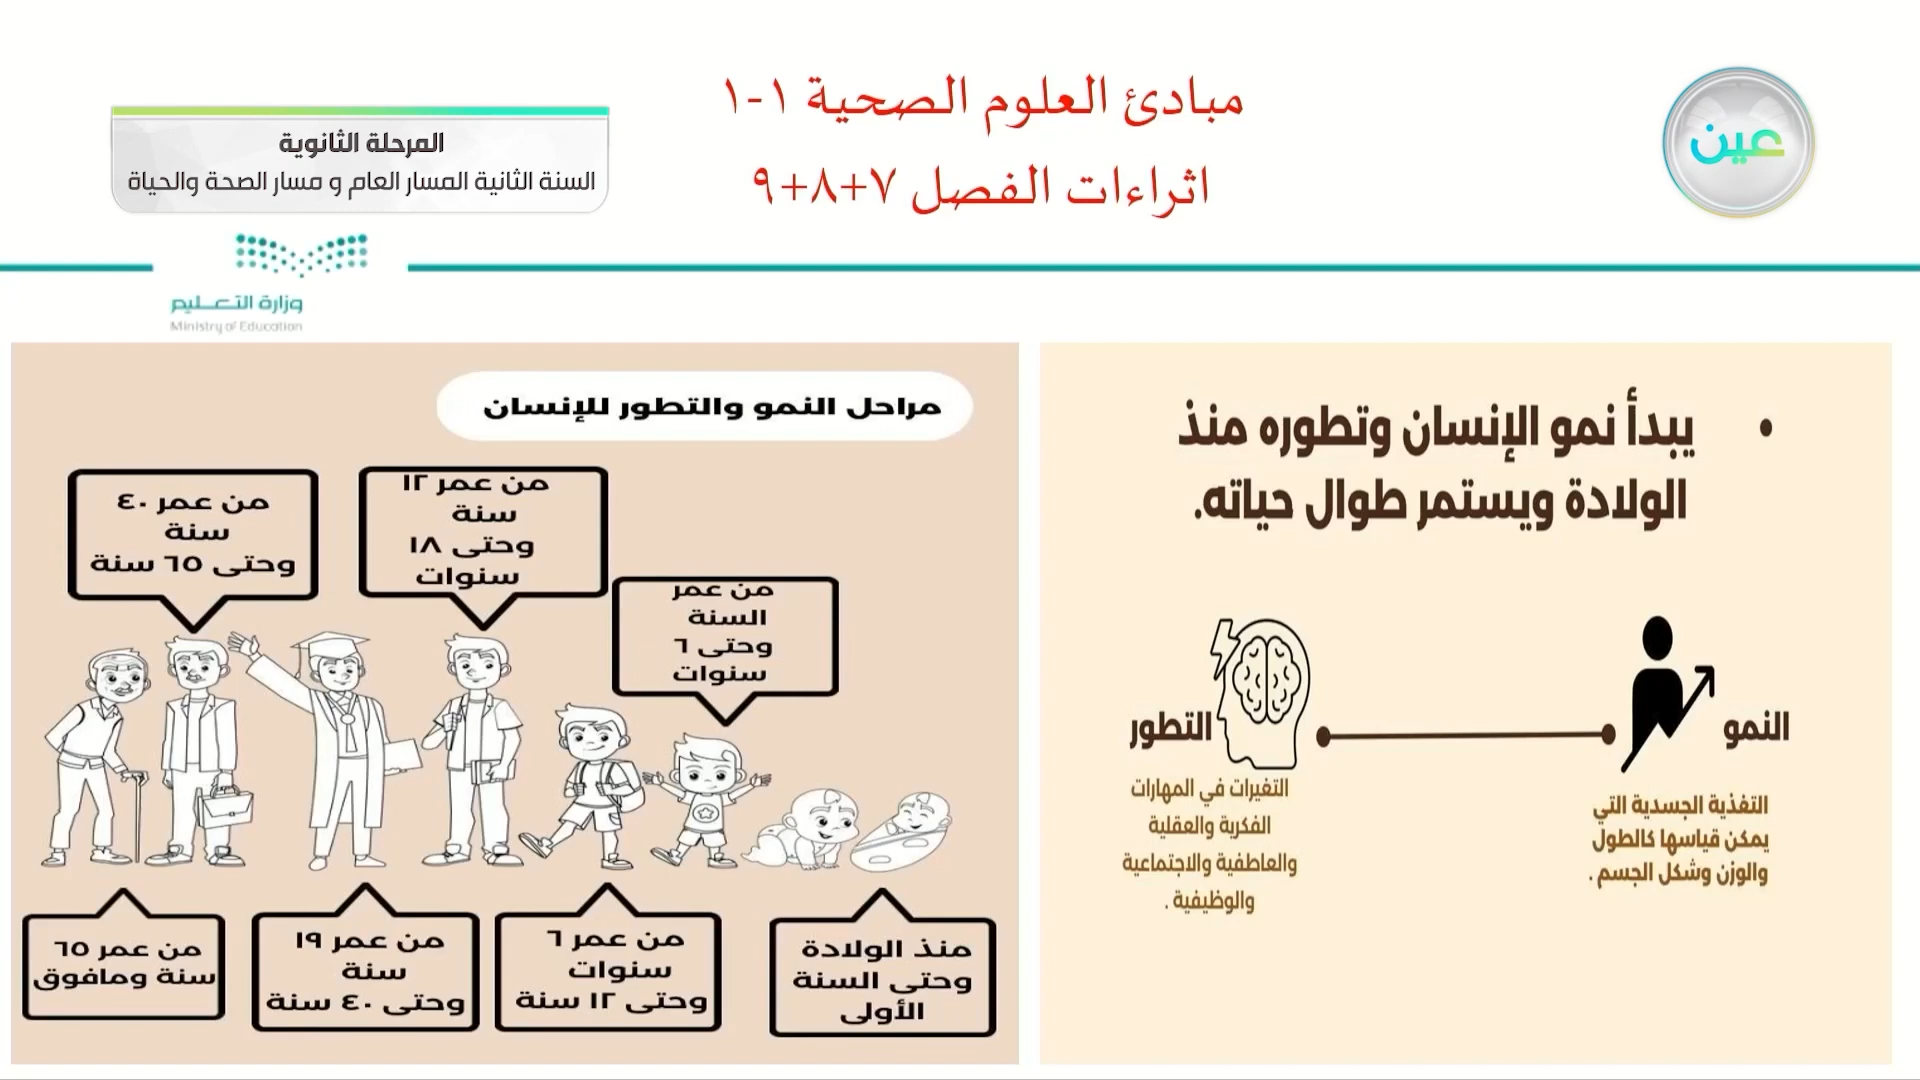 مبادئ العلوم الصحية ١-١
اثراءات الفصل ٧+٨+٩
عين
المرحلة الثانوية
السنة الثانية المسار العام و مسار الصحة والحياة
وزارة التعليم
Ministry of Education
يبدأ نمو الإنسان وتطوره منذ
الولادة ويستمر طوال حياته.
النمو
التغذية الجسدية التي
يمكن قياسها كالطول
والوزن وشكل الجسم .
التطور
التغيرات في المهارات
الفكرية والعقلية
والعاطفية والاجتماعية
والوظيفية .
مراحل النمو والتطور للإنسان
منذ الولادة
وحتى السنة
الأولى
من عمر
السنة
وحتى ٦
سنوات
من عمر ٦
سنوات
وحتى ١٢ سنة
من عمر ١٢
سنة
وحتى ١٨
سنوات
من عمر ١٩
سنة
وحتى ٤٠ سنة
من عمر ٤٠
سنة
وحتى ٦٥ سنة
من عمر ٦٥
سنة ومافوق